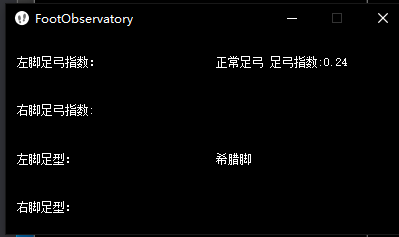 FootObservatory
左脚足弓指数: 正常足弓 足弓指数:0.24
右脚足弓指数:
左脚足型: 希腊脚
右脚足型: